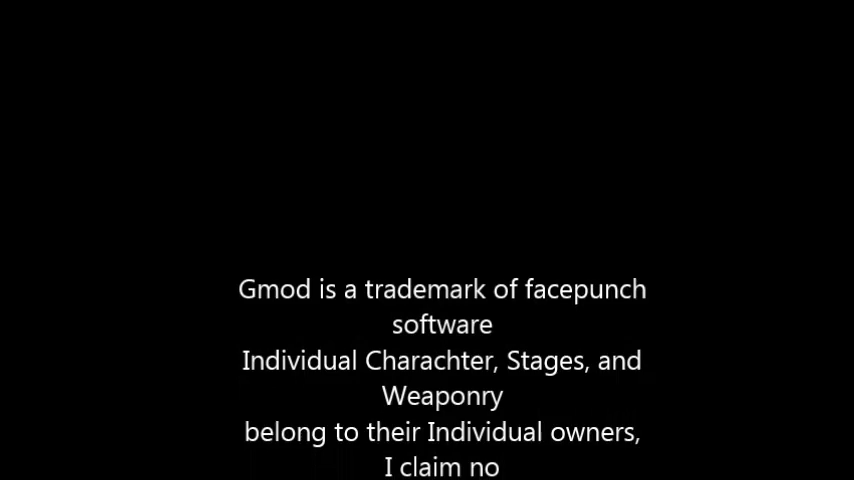 Gmod is a trademark of facepunch
software
Individual Charachter, Stages, and
Weaponry
belong to their Individual owners,
I claim no